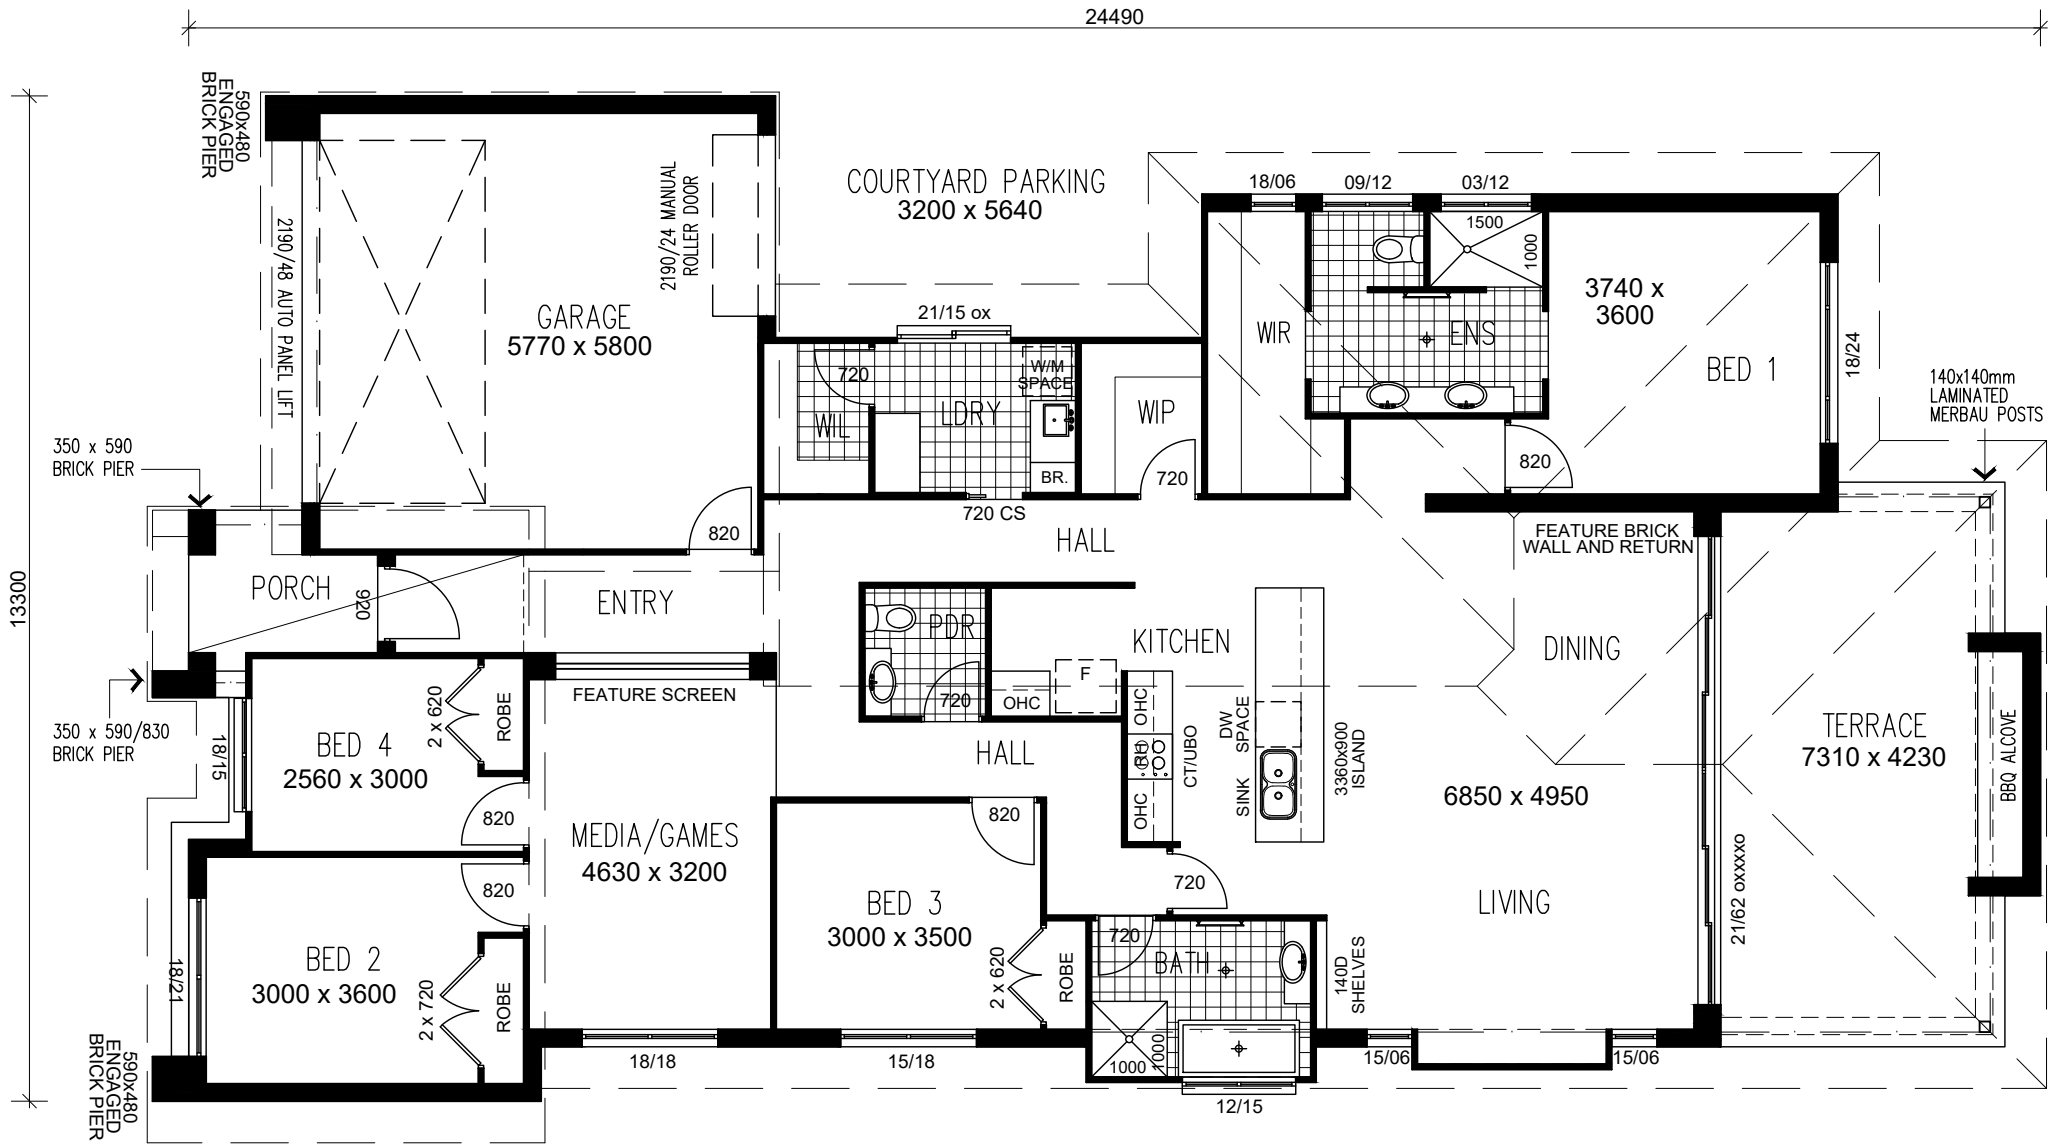 24490
13300
590x480
ENGAGED
BRICK PIER
2190/48 AUTO PANEL LIFT
2190/24 MANUAL
ROLLER DOOR
COURTYARD PARKING
3200 x 5640
GARAGE
5770 x 5800
820
18/06
09/12
03/12
1500
1000
WIR
ENS
3740 x
3600
BED 1
18/24
820
140x140mm
LAMINATED
MERBAU POSTS
21/15 ox
720
W/M
SPACE
WIL
LDRY
BR.
720 CS
WIP
720
350 x 590
BRICK PIER
PORCH
920
ENTRY
HALL
FEATURE BRICK
WALL AND RETURN
PDR
720
KITCHEN
OHC
F
OHC
RH
OHC
CT/UBO
DW
SPACE
SINK
3360x900
ISLAND
DINING
6850 x 4950
LIVING
21/62 oxxxxo
TERRACE
7310 x 4230
BBQ ALCOVE
350 x 590/830
BRICK PIER
18/15
BED 4
2560 x 3000
2 x 620
ROBE
820
FEATURE SCREEN
MEDIA/GAMES
4630 x 3200
HALL
820
BED 3
3000 x 3500
2 x 620
ROBE
720
720
BATH
1000
1000
140D
SHELVES
820
BED 2
3000 x 3600
2 x 720
ROBE
18/21
590x480
ENGAGED
BRICK PIER
18/18
15/18
12/15
15/06
15/06